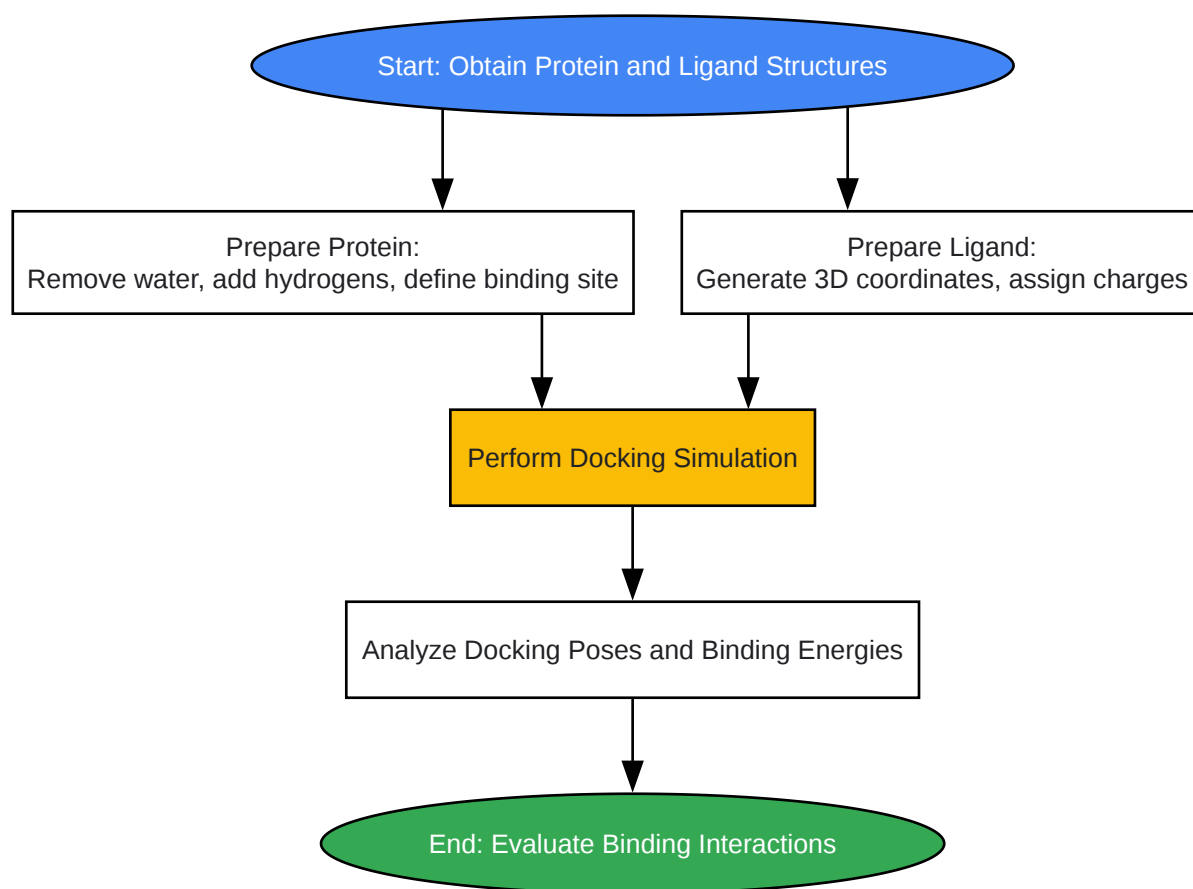 Start: Obtain Protein and Ligand Structures
Prepare Protein:
Remove water, add hydrogens, define binding site
Prepare Ligand:
Generate 3D coordinates, assign charges
Perform Docking Simulation
Analyze Docking Poses and Binding Energies
End: Evaluate Binding Interactions